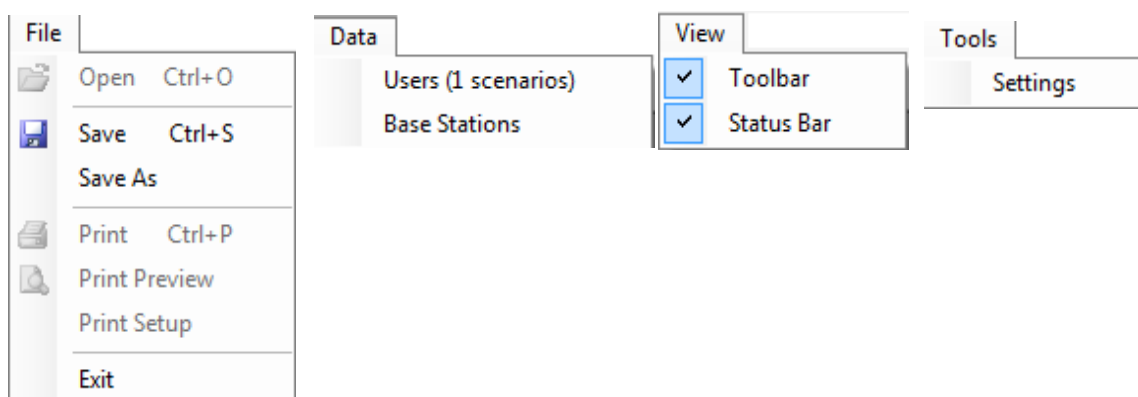 File
Open Ctrl+O
Save Ctrl+S
Save As
Print Ctrl+P
Print Preview
Print Setup
Exit
Data
Users (1 scenarios)
Base Stations
View
Toolbar
Status Bar
Tools
Settings